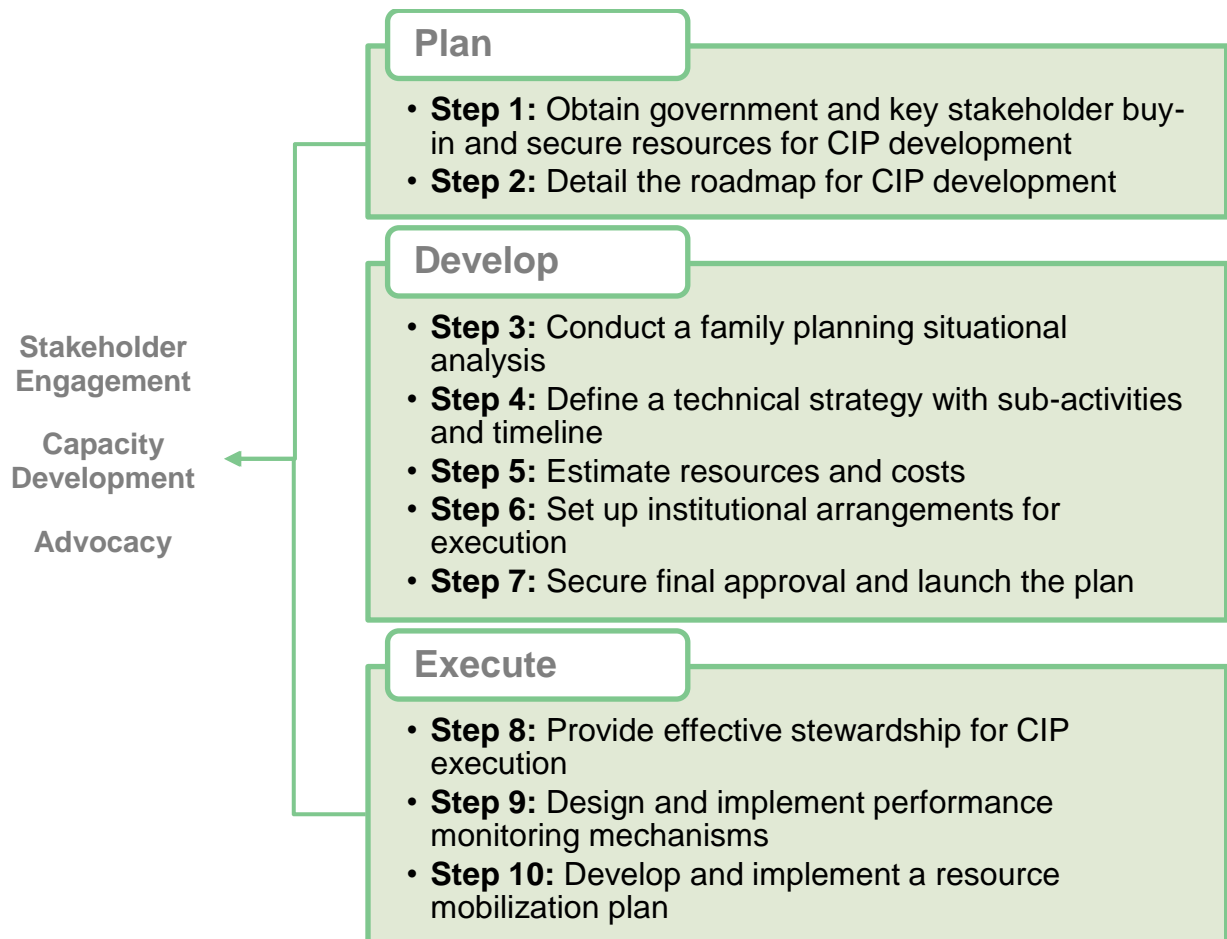 Plan
• Step 1: Obtain government and key stakeholder buy-
in and secure resources for CIP development
• Step 2: Detail the roadmap for CIP development
Develop
• Step 3: Conduct a family planning situational
analysis
• Step 4: Define a technical strategy with sub-activities
and timeline
• Step 5: Estimate resources and costs
• Step 6: Set up institutional arrangements for
execution
• Step 7: Secure final approval and launch the plan
Stakeholder
Engagement
Capacity
Development
Advocacy
Execute
• Step 8: Provide effective stewardship for CIP
execution
• Step 9: Design and implement performance
monitoring mechanisms
• Step 10: Develop and implement a resource
mobilization plan